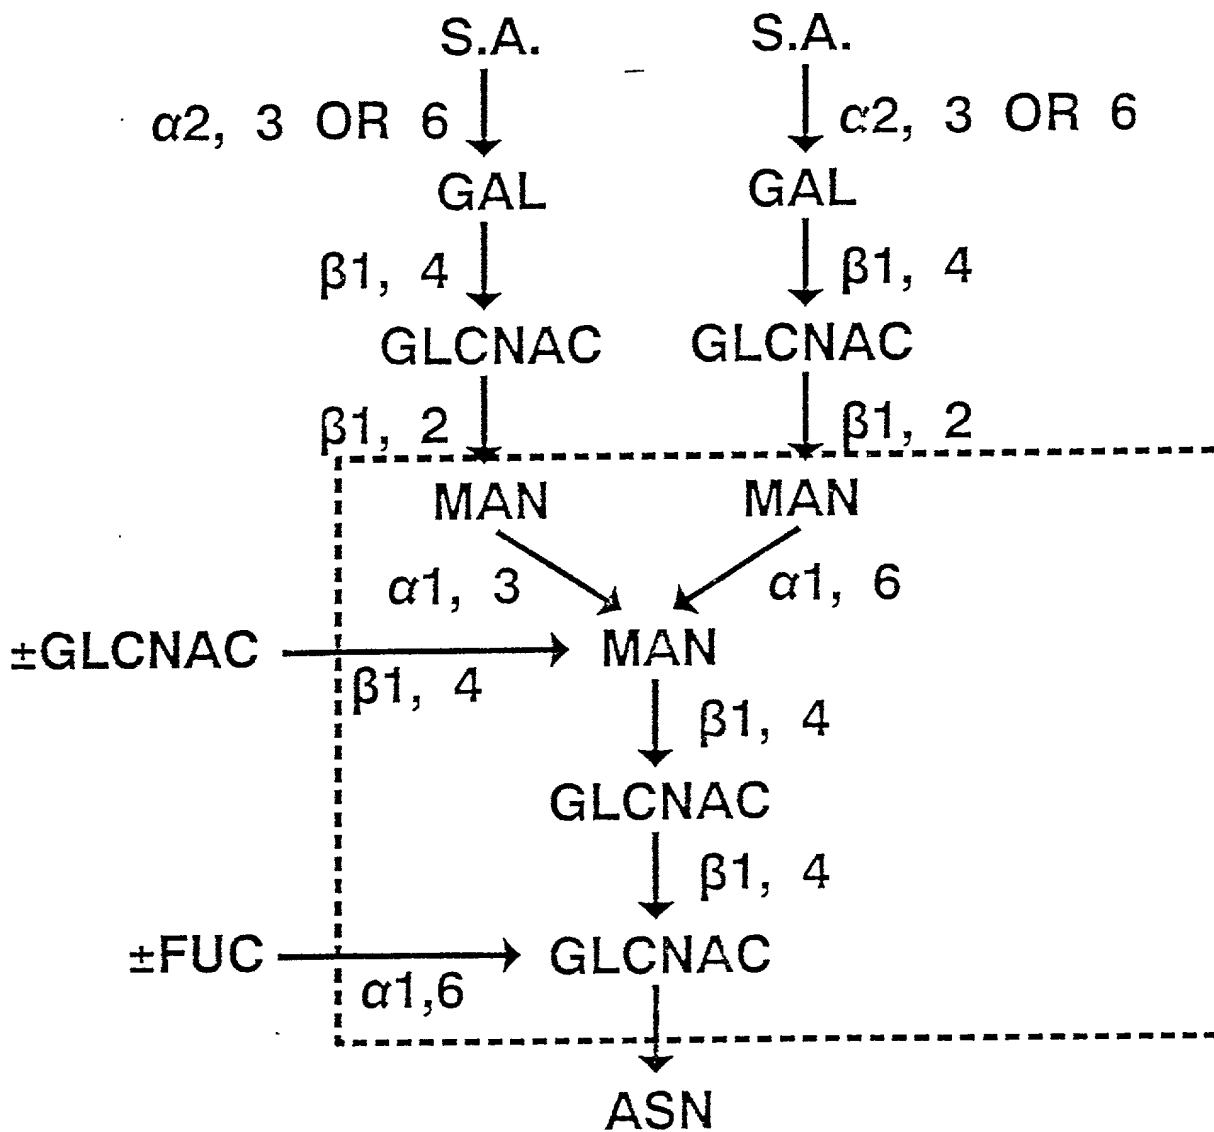 S.A. S.A.
α2, 3 OR 6 α2, 3 OR 6
GAL GAL
β1, 4 β1, 4
GLCNAC GLCNAC
β1, 2 β1, 2
MAN MAN
α1, 3 α1, 6
±GLCNAC MAN
β1, 4
β1, 4
GLCNAC
β1, 4
±FUC GLCNAC
α1,6
ASN